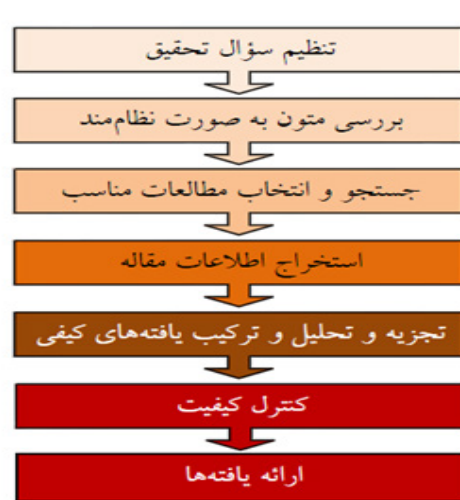 تنظیم سؤال تحقیق
بررسی متون به صورت نظام‌مند
جستجو و انتخاب مطالعات مناسب
استخراج اطلاعات مقاله
تجزیه و تحلیل و ترکیب یافته‌های کیفی
کنترل کیفیت
ارائه یافته‌ها